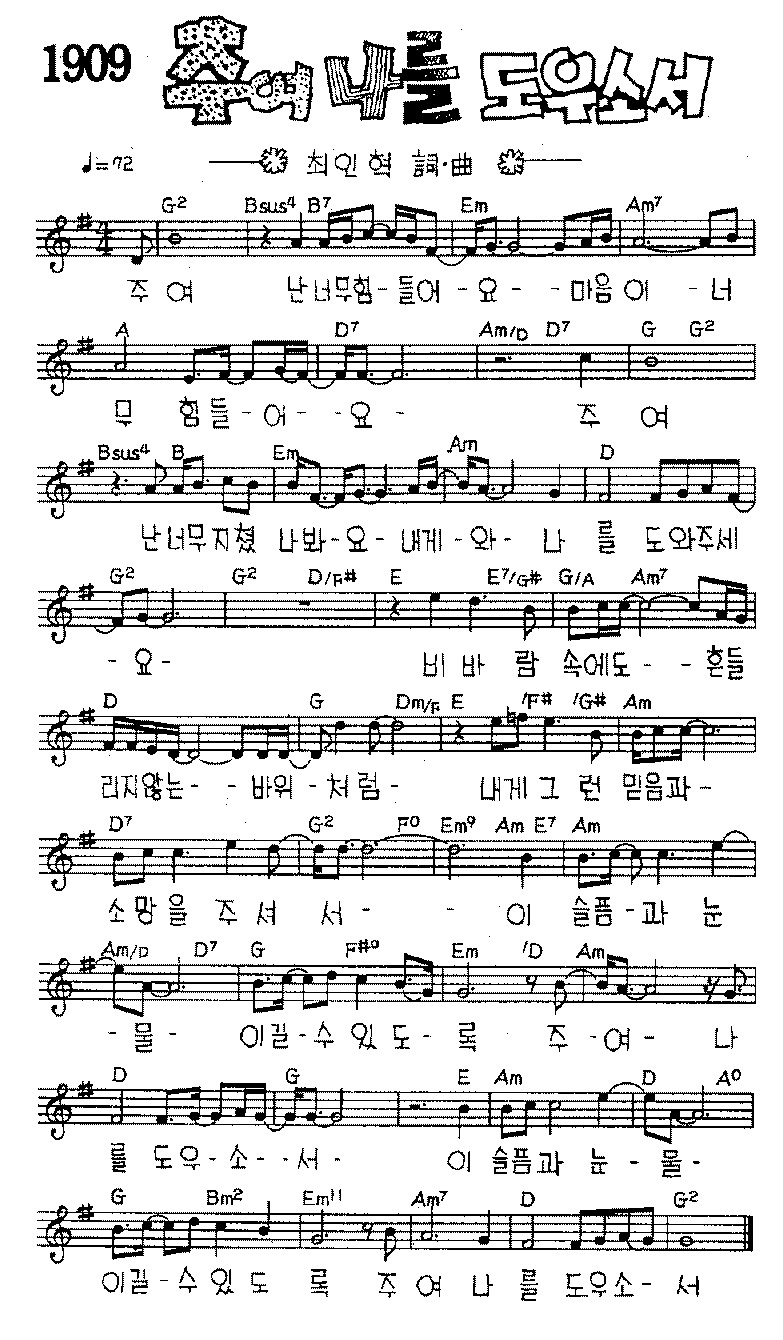 1909 주여 나를 도우소서
♩=72 최인혁 詞·曲
G2 Bsus4 B7 Em Am7
주 여 난 너무힘-들어-요- -마음이 -너
A D7 Am/D D7 G G2
무 힘들-어- -요- 주 여
Bsus4 B Em Am D
난너무지쳤 나봐-요-내게-와- 나 를 도와주세
G2 G2 D/F# E E7/G# G/A Am7
-요- 비 바 람 속에도- -흔들
D G Dm/F E /F# /G# Am
리지않는- -바위-처럼- 내게 그 런 믿음과-
D7 G2 F0 Em9 Am E7 Am
소망을 주 셔 서- - 이 슬픔-과 눈
Am/D D7 G F#0 Em /D Am
-물- 이길-수 있 도- 록 주-여- 나
D G E Am D A0
를 도우-소- -서- 이 슬픔과 눈-물-
G Bm2 Em11 Am7 D G2
이길-수있 도 록 주 여 나 를 도우소-서